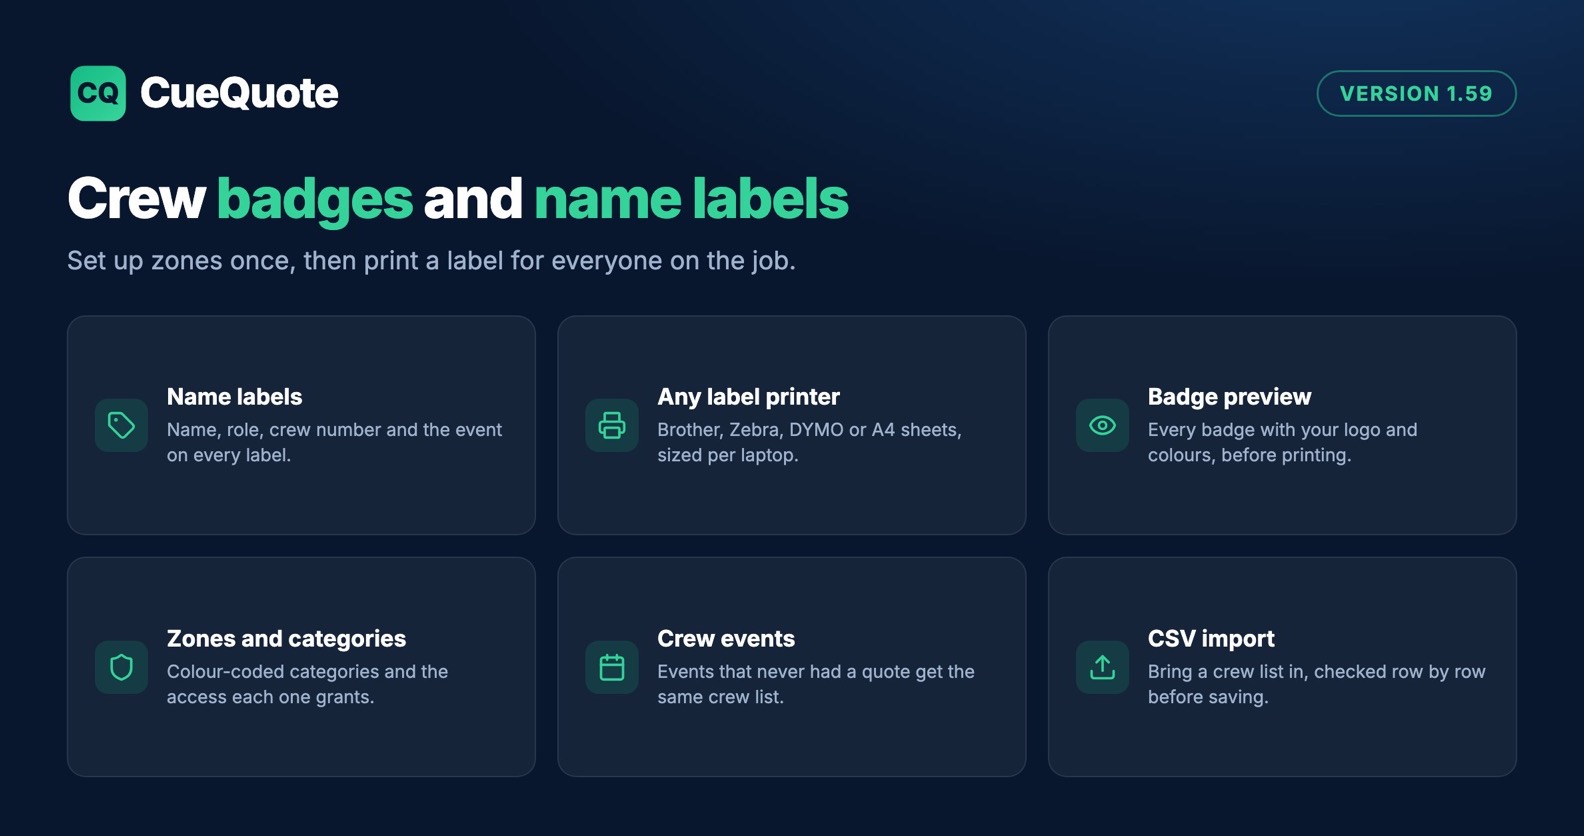 CQ CueQuote
VERSION 1.59
Crew badges and name labels
Set up zones once, then print a label for everyone on the job.
Name labels
Name, role, crew number and the event
on every label.
Any label printer
Brother, Zebra, DYMO or A4 sheets,
sized per laptop.
Badge preview
Every badge with your logo and
colours, before printing.
Zones and categories
Colour-coded categories and the
access each one grants.
Crew events
Events that never had a quote get the
same crew list.
CSV import
Bring a crew list in, checked row by row
before saving.